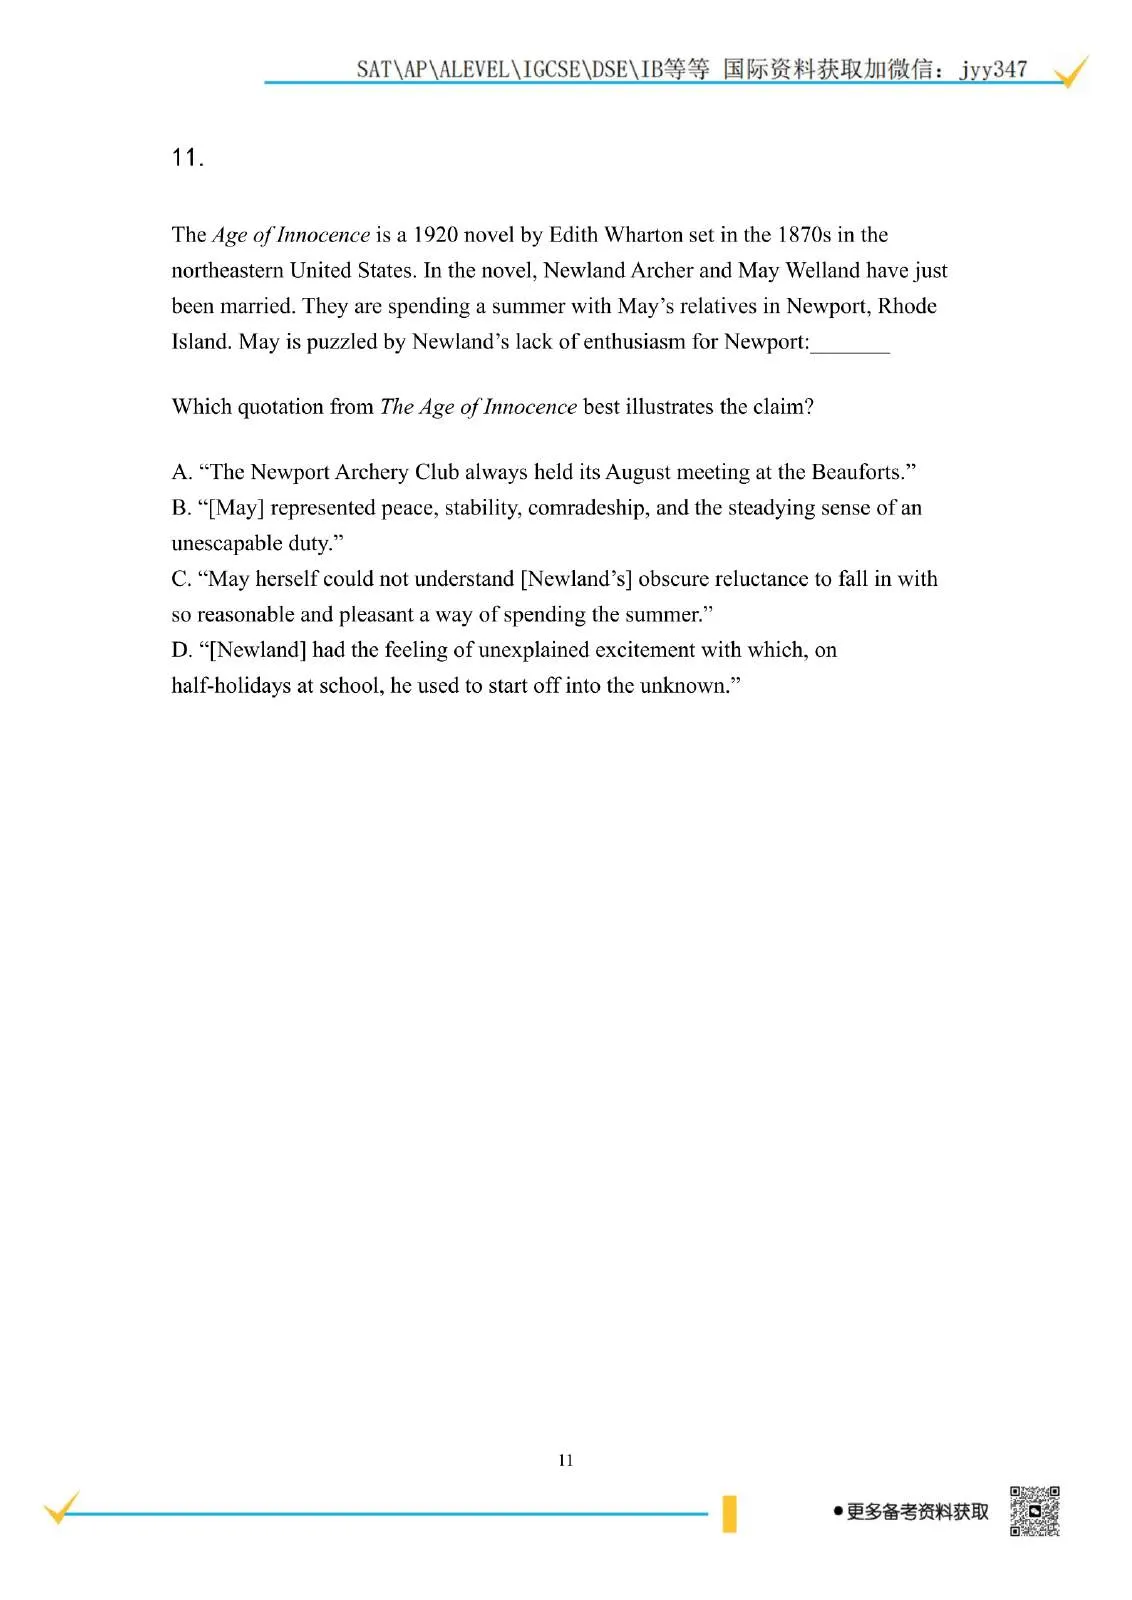 SAT\AP\ALEVEL\IGCSE\DSE\IB等等 国际资料获取加微信：jyy347
11.
The Age of Innocence is a 1920 novel by Edith Wharton set in the 1870s in the
northeastern United States. In the novel, Newland Archer and May Welland have just
been married. They are spending a summer with May’s relatives in Newport, Rhode
Island. May is puzzled by Newland’s lack of enthusiasm for Newport:_______
Which quotation from The Age of Innocence best illustrates the claim?
A. “The Newport Archery Club always held its August meeting at the Beauforts.”
B. “[May] represented peace, stability, comradeship, and the steadying sense of an
unescapable duty.”
C. “May herself could not understand [Newland’s] obscure reluctance to fall in with
so reasonable and pleasant a way of spending the summer.”
D. “[Newland] had the feeling of unexplained excitement with which, on
half-holidays at school, he used to start off into the unknown.”
11
●更多备考资料获取